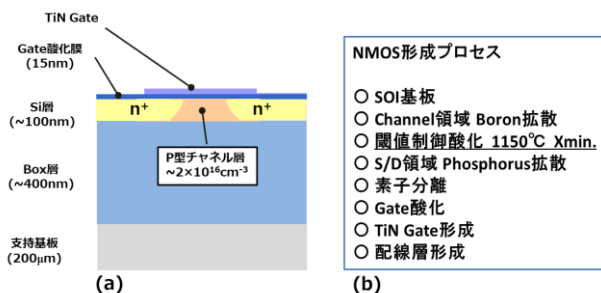 TiN Gate
Gate酸化膜
(15nm)
Si層
(~100nm)
n⁺
n⁺
P型チャネル層
~2×10¹⁶cm⁻³
Box層
(~400nm)
支持基板
(200μm)
(a)
NMOS形成プロセス
○ SOI基板
○ Channel領域 Boron拡散
○ 閾値制御酸化 1150℃ Xmin.
○ S/D領域 Phosphorus拡散
○ 素子分離
○ Gate酸化
○ TiN Gate形成
○ 配線層形成
(b)